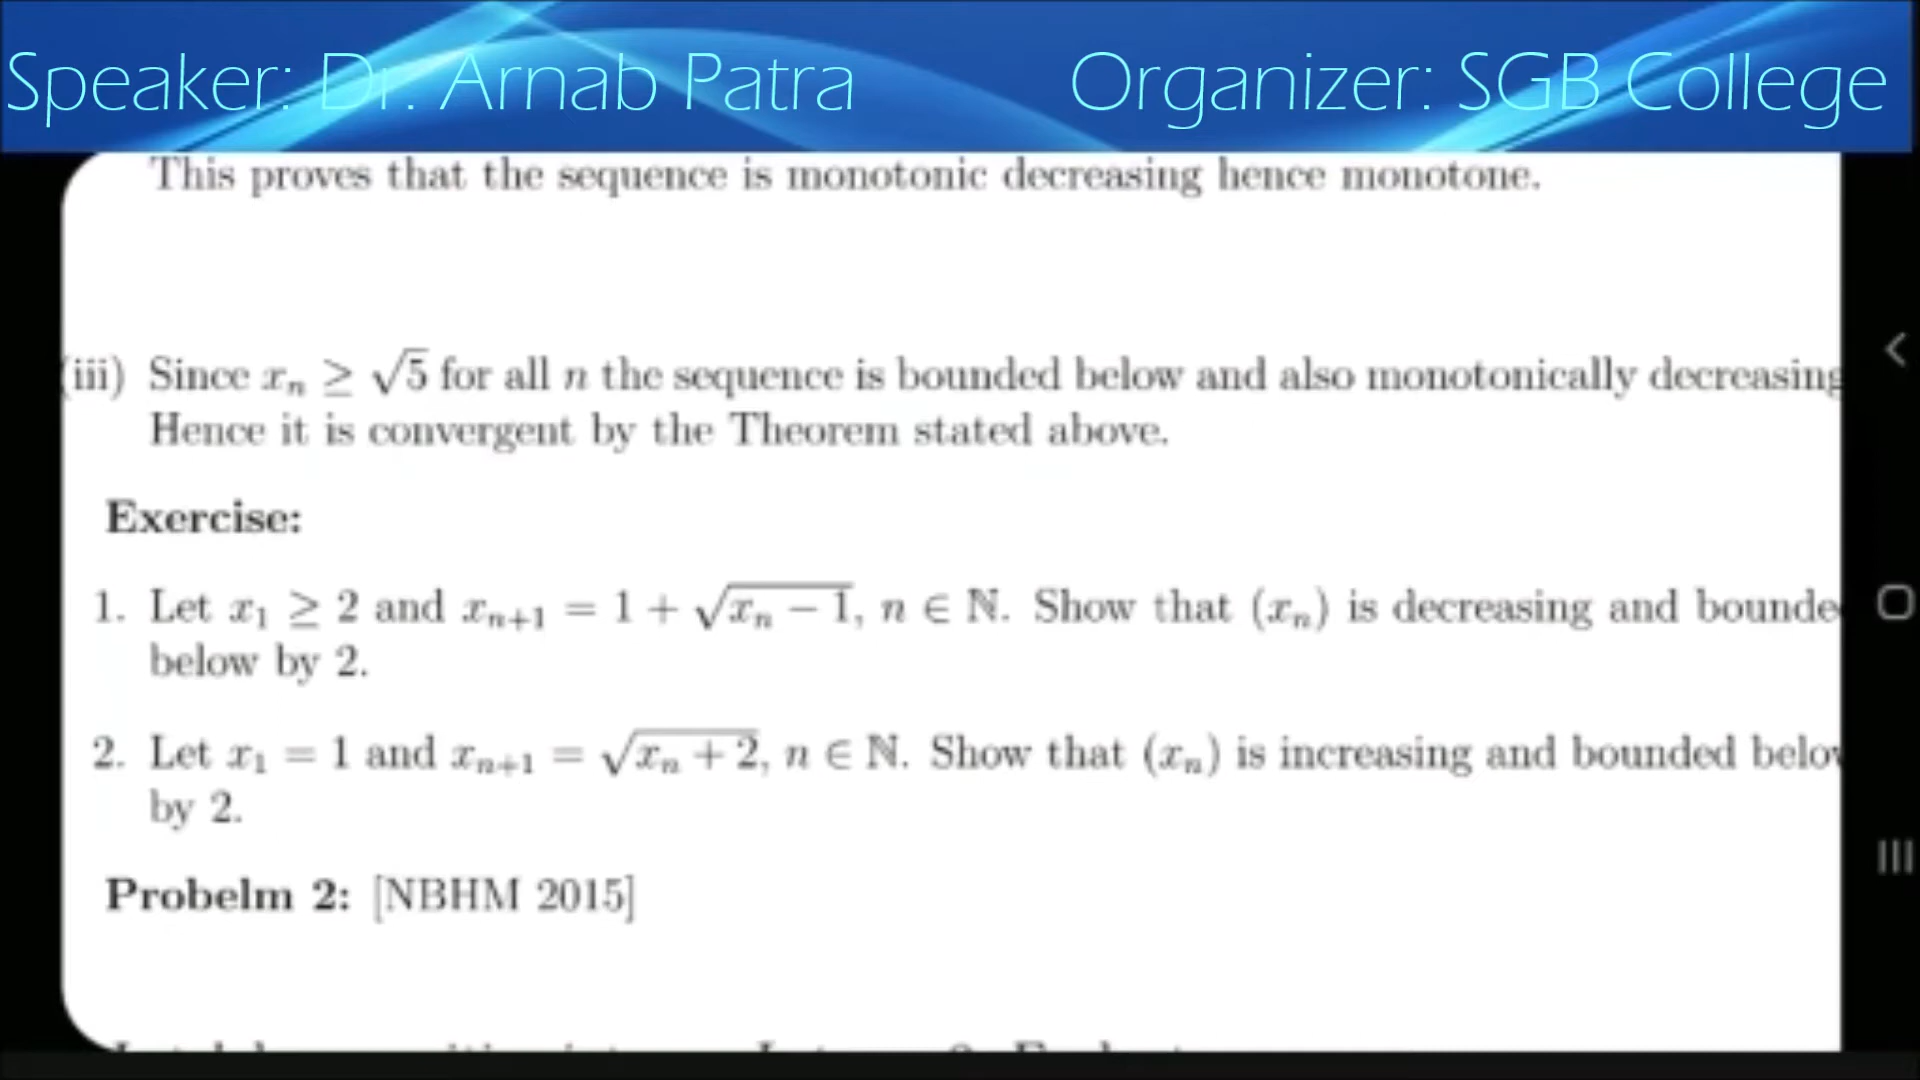 Speaker: Dr. Arnab Patra Organizer: SGB College
This proves that the sequence is monotonic decreasing hence monotone.
(iii) Since xₙ ≥ √5 for all n the sequence is bounded below and also monotonically decreasing
Hence it is convergent by the Theorem stated above.
Exercise:
1. Let x₁ ≥ 2 and xₙ₊₁ = 1 + √(xₙ − 1), n ∈ ℕ. Show that (xₙ) is decreasing and bounde
below by 2.
2. Let x₁ = 1 and xₙ₊₁ = √(xₙ + 2), n ∈ ℕ. Show that (xₙ) is increasing and bounded below
by 2.
Probelm 2: [NBHM 2015]